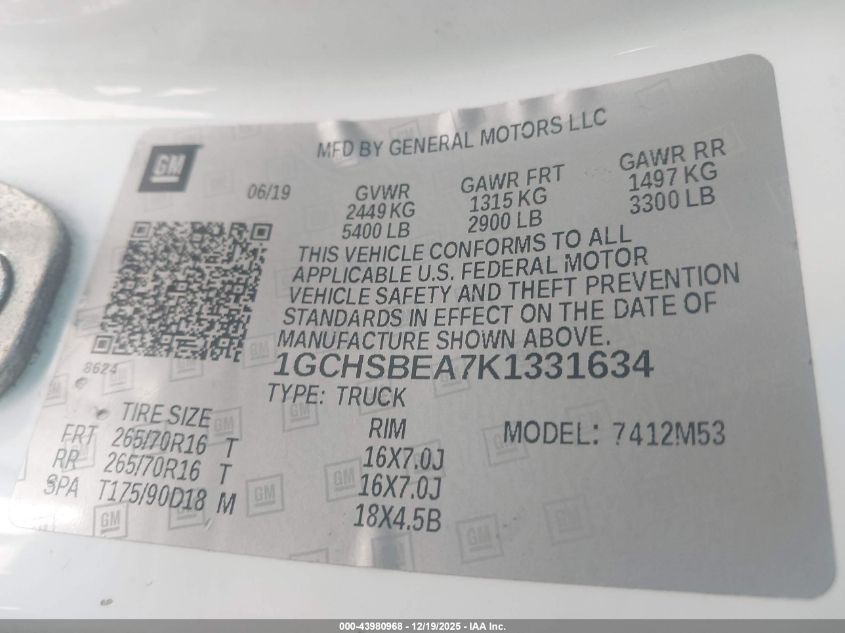 GM
MFD BY GENERAL MOTORS LLC
06/19
GVWR
2449 KG
5400 LB
GAWR FRT
1315 KG
2900 LB
GAWR RR
1497 KG
3300 LB
THIS VEHICLE CONFORMS TO ALL
APPLICABLE U.S. FEDERAL MOTOR
VEHICLE SAFETY AND THEFT PREVENTION
STANDARDS IN EFFECT ON THE DATE OF
MANUFACTURE SHOWN ABOVE.
8624
E
1GCHSBEA7K1331634
TYPE: TRUCK
TIRE SIZE RIM MODEL: 7412M53
FRT 265/70R16 T 16X7.0J
RR 265/70R16 T 16X7.0J
SPA T175/90D18 M 18X4.5B
000-43980968 • 12/19/2025 - IAA Inc.